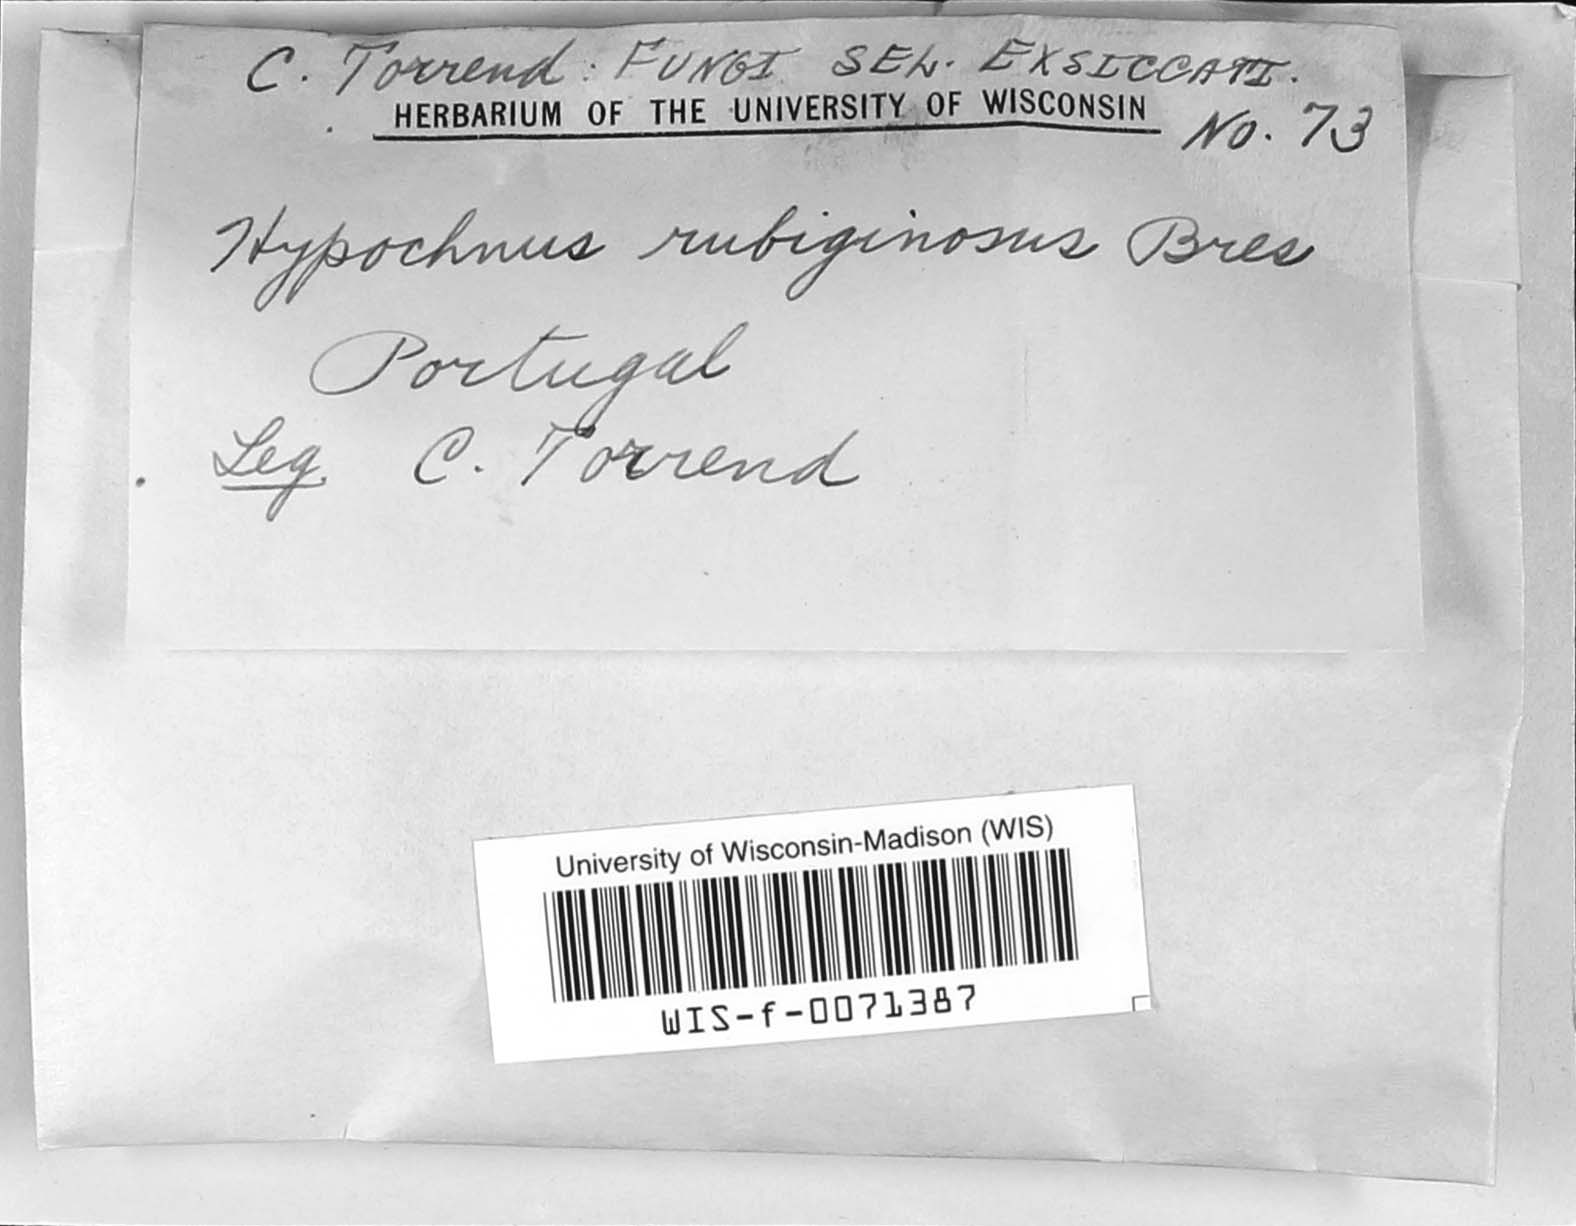 C. Torrend: FUNGI SEL. EXSICCATI.
HERBARIUM OF THE UNIVERSITY OF WISCONSIN
No. 73
Hypochnus rubiginosus Bres
Portugal
Leg. C. Torrend
University of Wisconsin-Madison (WIS)
WIS-f-0071387